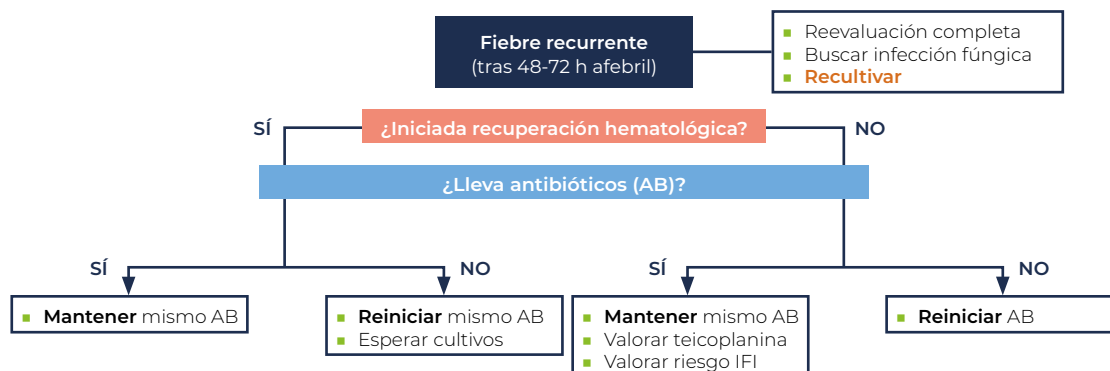 Fiebre recurrente
(tras 48-72 h afebril)
Reevaluación completa
Buscar infección fúngica
Recultivar
SÍ
¿Iniciada recuperación hematológica?
NO
¿Lleva antibióticos (AB)?
SÍ
NO
SÍ
NO
Mantener mismo AB
Reiniciar mismo AB
Esperar cultivos
Mantener mismo AB
Valorar teicoplanina
Valorar riesgo IFI
Reiniciar AB